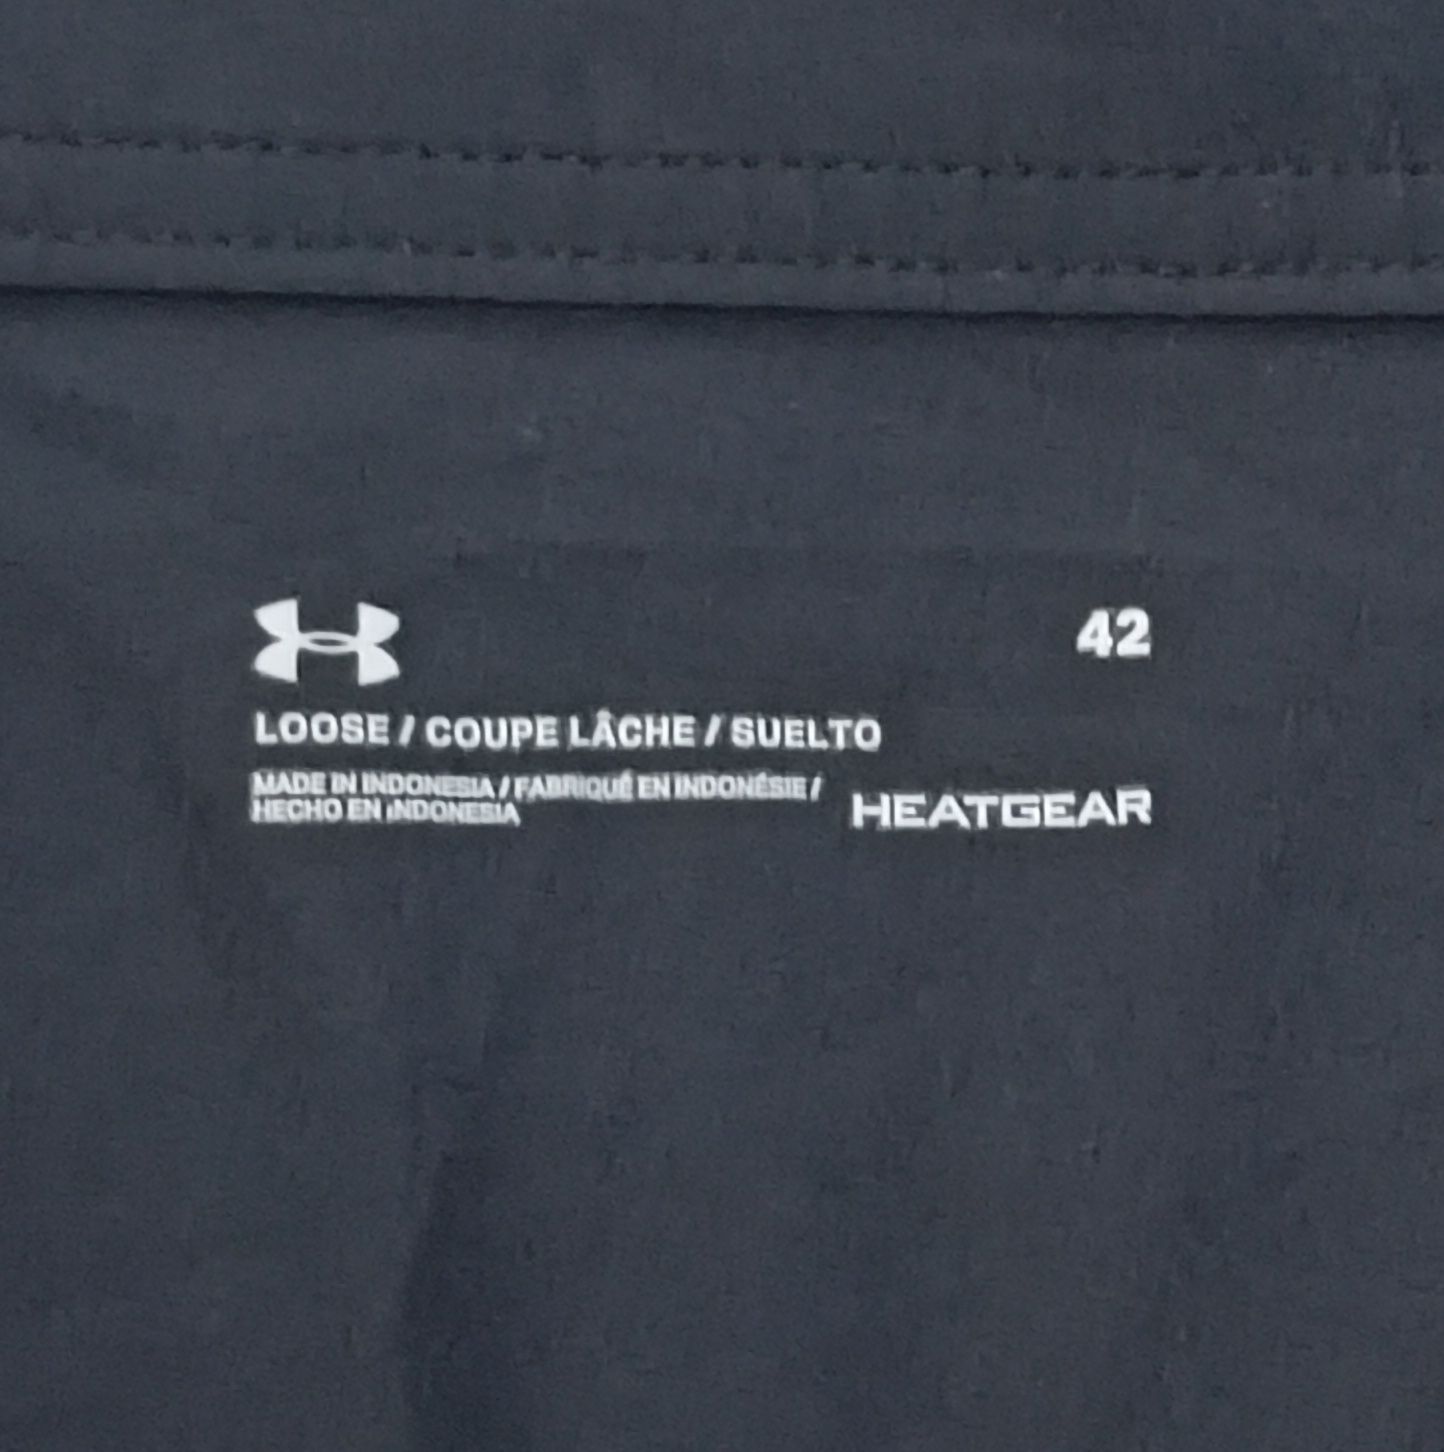 42
LOOSE / COUPE LÂCHE / SUELTO
MADE IN INDONESIA / FABRIQUÉ EN INDONÉSIE /
HECHO EN INDONESIA
HEATGEAR